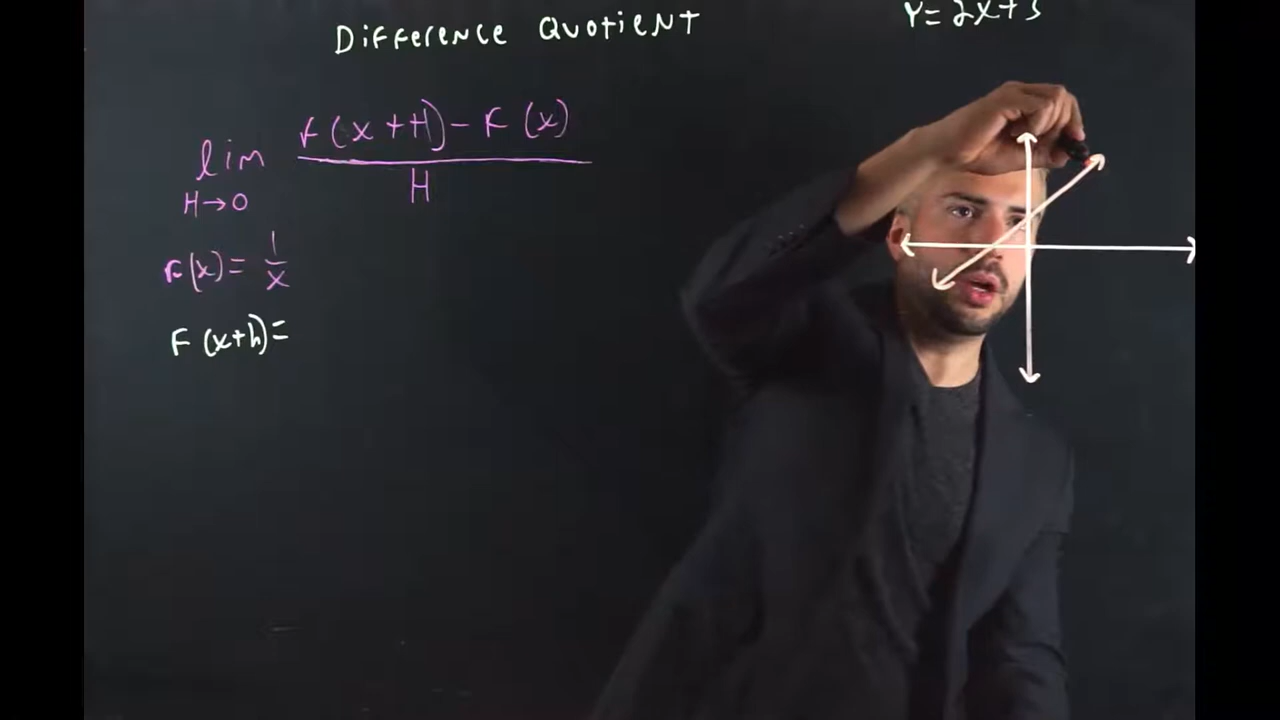 Difference Quotient
Y = 2x + 3
lim H→0 F(x+H) - F(x) / H
F(x) = 1/x
F(x+h) =